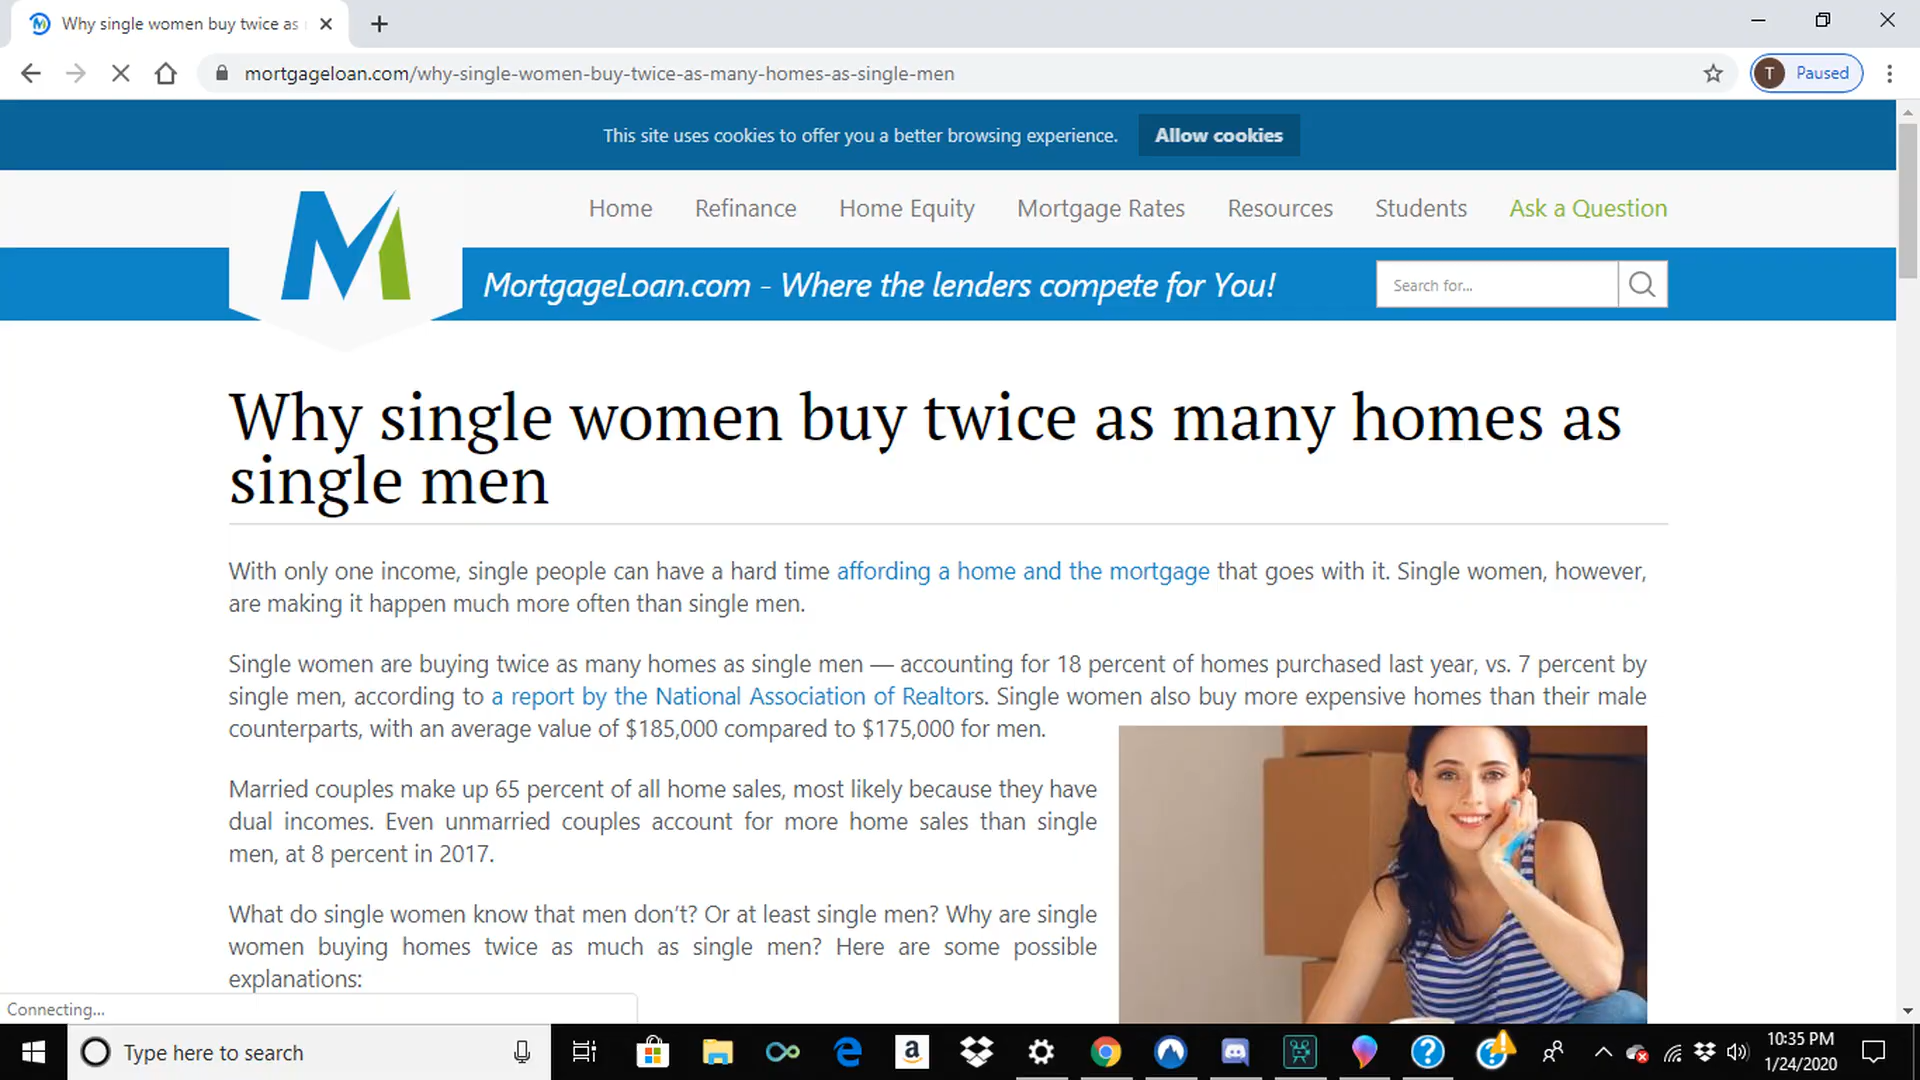 Why single women buy twice as
mortgageloan.com/why-single-women-buy-twice-as-many-homes-as-single-men
T
Paused
This site uses cookies to offer you a better browsing experience.
Allow cookies
Home
Refinance
Home Equity
Mortgage Rates
Resources
Students
Ask a Question
MortgageLoan.com - Where the lenders compete for You!
Search for...
Why single women buy twice as many homes as
single men
With only one income, single people can have a hard time affording a home and the mortgage that goes with it. Single women, however,
are making it happen much more often than single men.
Single women are buying twice as many homes as single men — accounting for 18 percent of homes purchased last year, vs. 7 percent by
single men, according to a report by the National Association of Realtors. Single women also buy more expensive homes than their male
counterparts, with an average value of $185,000 compared to $175,000 for men.
Married couples make up 65 percent of all home sales, most likely because they have
dual incomes. Even unmarried couples account for more home sales than single
men, at 8 percent in 2017.
What do single women know that men don't? Or at least single men? Why are single
women buying homes twice as much as single men? Here are some possible
explanations:
Connecting...
Type here to search
10:35 PM
1/24/2020